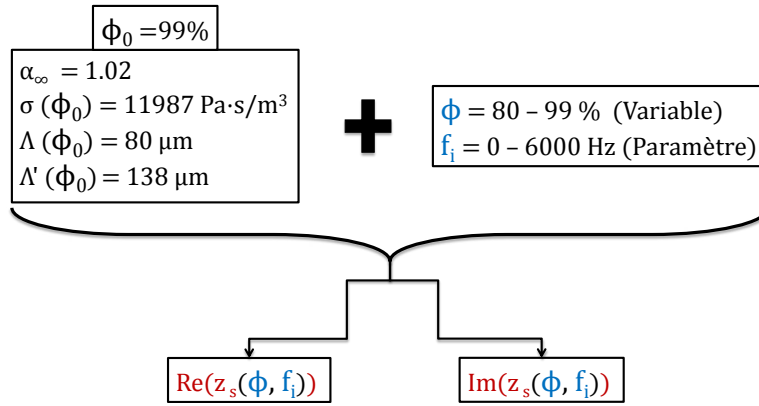 ϕ₀ = 99%
α∞ = 1.02
σ (ϕ₀) = 11987 Pa·s/m³
Λ (ϕ₀) = 80 µm
Λ' (ϕ₀) = 138 µm
ϕ = 80 – 99 % (Variable)
fᵢ = 0 – 6000 Hz (Paramètre)
Re(zₛ(ϕ, fᵢ))
Im(zₛ(ϕ, fᵢ))